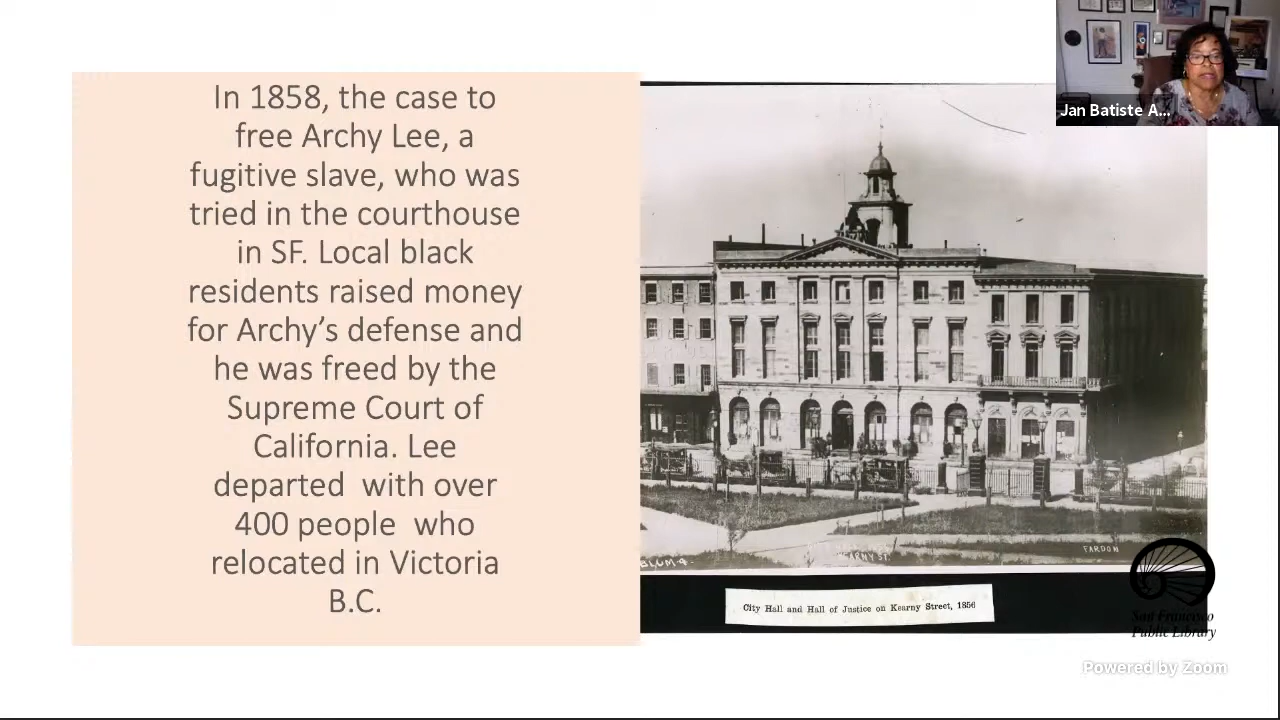 In 1858, the case to
free Archy Lee, a
fugitive slave, who was
tried in the courthouse
in SF. Local black
residents raised money
for Archy’s defense and
he was freed by the
Supreme Court of
California. Lee
departed  with over
400 people  who
relocated in Victoria
B.C.
Jan Batiste A...
KEARNY ST.
FARDON
City Hall and Hall of Justice on Kearny Street, 1856
San Francisco
Public Library
Powered by Zoom